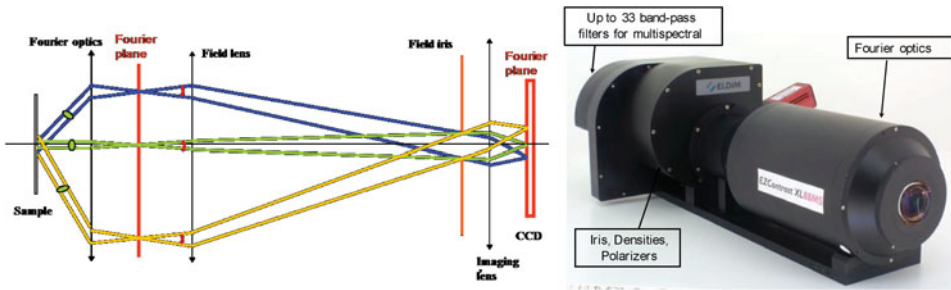 Fourier optics
Fourier
plane
Field lens
Field iris
Fourier
plane
Sample
CCD
Imaging
lens
Up to 33 band-pass
filters for multispectral
Fourier optics
ELDIM
EZContrast XL88MS
Iris, Densities,
Polarizers